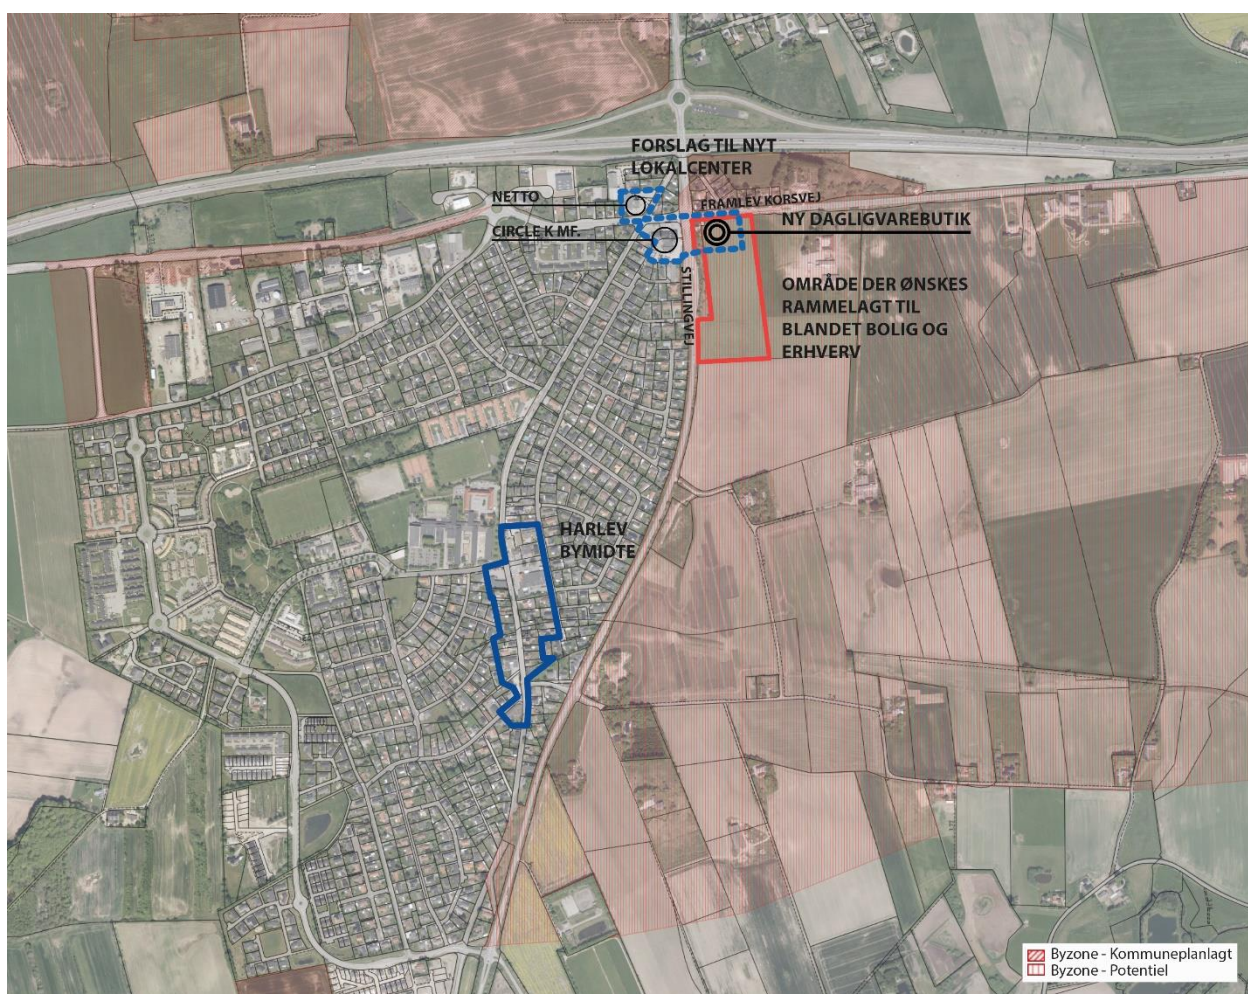 FORSLAG TIL NYT
LOKALCENTER
NETTO
FRAMLEV KORSVEJ
NY DAGLIGVAREBUTIK
CIRCLE K MF.
STILLINGVEJ
OMRÅDE DER ØNSKES
RAMMELAGT TIL
BLANDET BOLIG OG
ERHVERV
HARLEV
BYMIDTE
Byzone - Kommuneplanlagt
Byzone - Potentiel